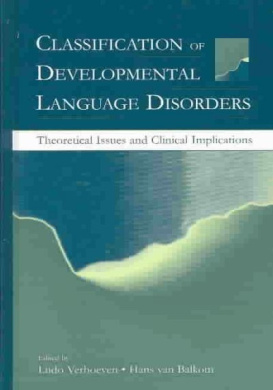 CLASSIFICATION OF
DEVELOPMENTAL
LANGUAGE DISORDERS
Theoretical Issues and Clinical Implications
Edited by
Ludo Verhoeven • Hans van Balkom